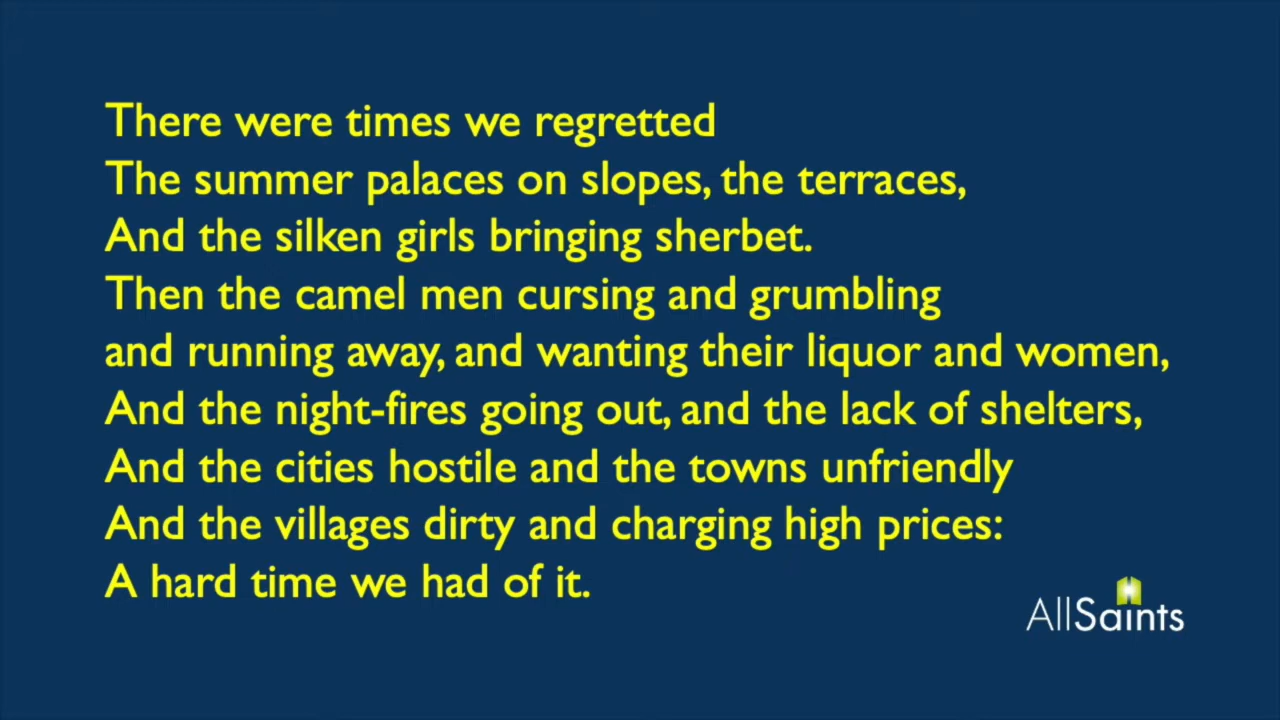 There were times we regretted
The summer palaces on slopes, the terraces,
And the silken girls bringing sherbet.
Then the camel men cursing and grumbling
and running away, and wanting their liquor and women,
And the night-fires going out, and the lack of shelters,
And the cities hostile and the towns unfriendly
And the villages dirty and charging high prices:
A hard time we had of it.
AllSaints